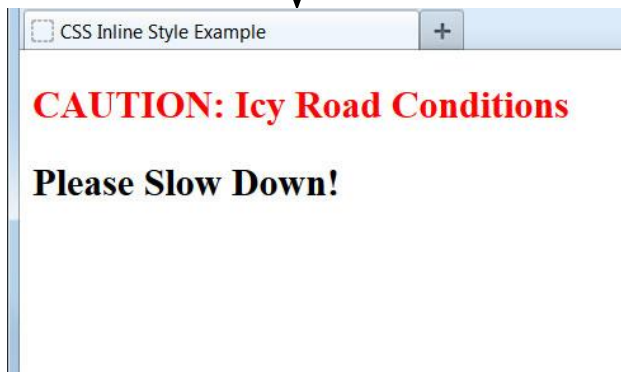 CSS Inline Style Example +
CAUTION: Icy Road Conditions
Please Slow Down!